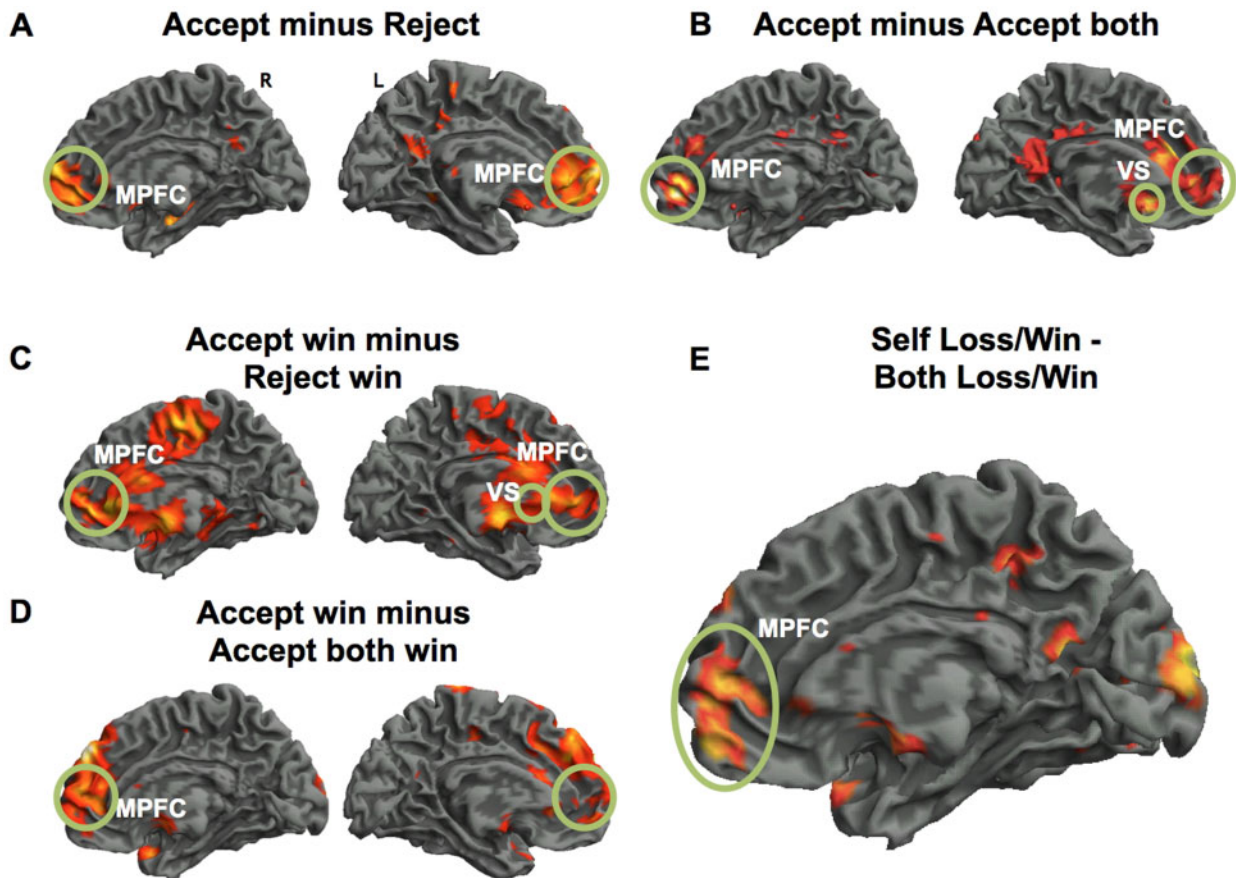 A
Accept minus Reject
R
L
MPFC
MPFC
B
Accept minus Accept both
MPFC
MPFC
VS
C
Accept win minus
Reject win
MPFC
MPFC
VS
D
Accept win minus
Accept both win
MPFC
E
Self Loss/Win -
Both Loss/Win
MPFC